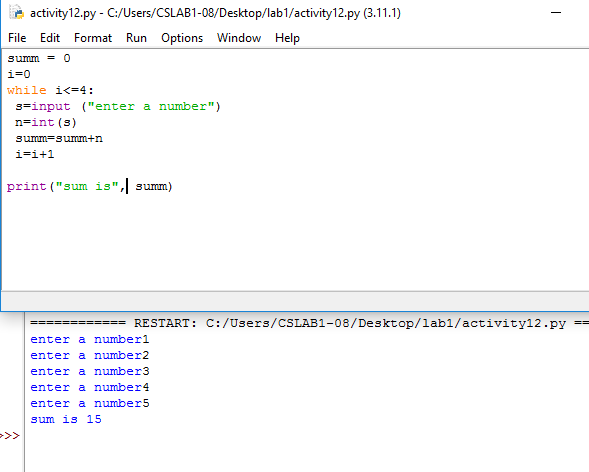 activity12.py - C:/Users/CSLAB1-08/Desktop/lab1/activity12.py (3.11.1)
File Edit Format Run Options Window Help
summ = 0
i=0
while i<=4:
 s=input ("enter a number")
 n=int(s)
 summ=summ+n
 i=i+1
print("sum is", summ)
============ RESTART: C:/Users/CSLAB1-08/Desktop/lab1/activity12.py ==
enter a number1
enter a number2
enter a number3
enter a number4
enter a number5
sum is 15
>>>